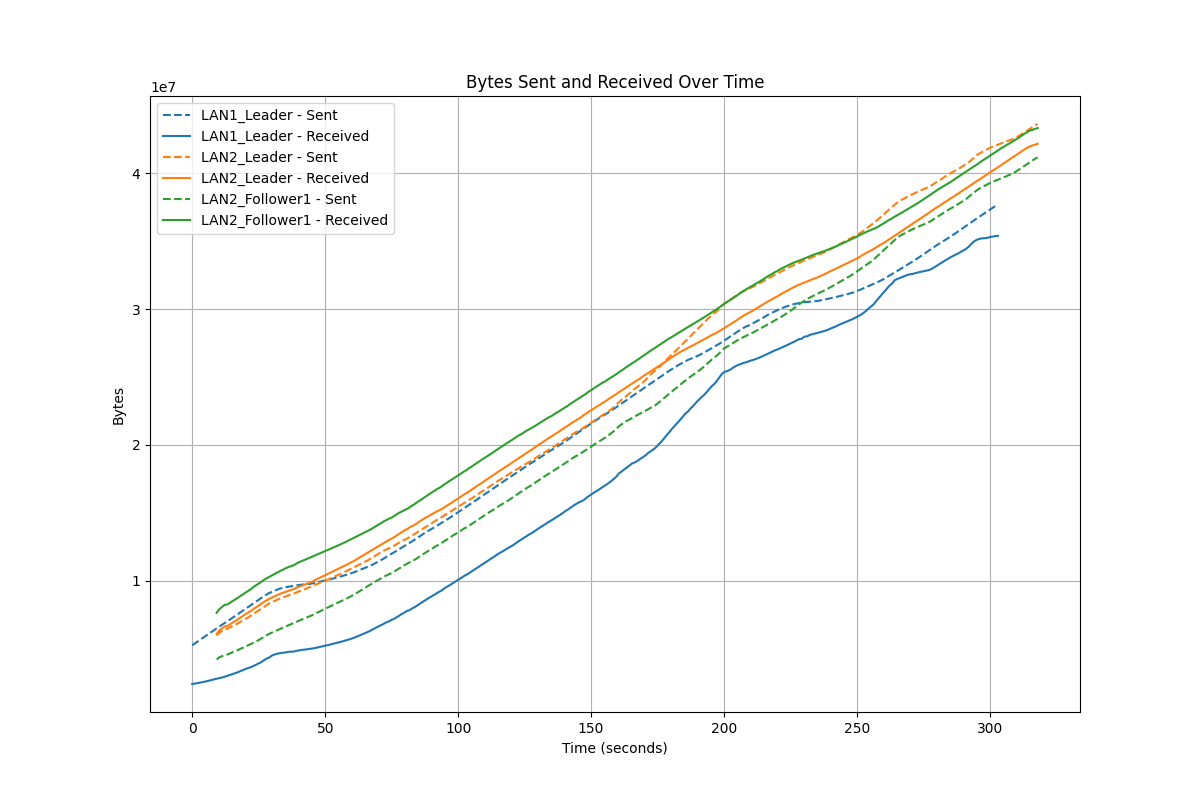 Bytes Sent and Received Over Time
1e7
LAN1_Leader - Sent
LAN1_Leader - Received
LAN2_Leader - Sent
LAN2_Leader - Received
LAN2_Follower1 - Sent
LAN2_Follower1 - Received
4
3
2
1
Bytes
0 50 100 150 200 250 300
Time (seconds)